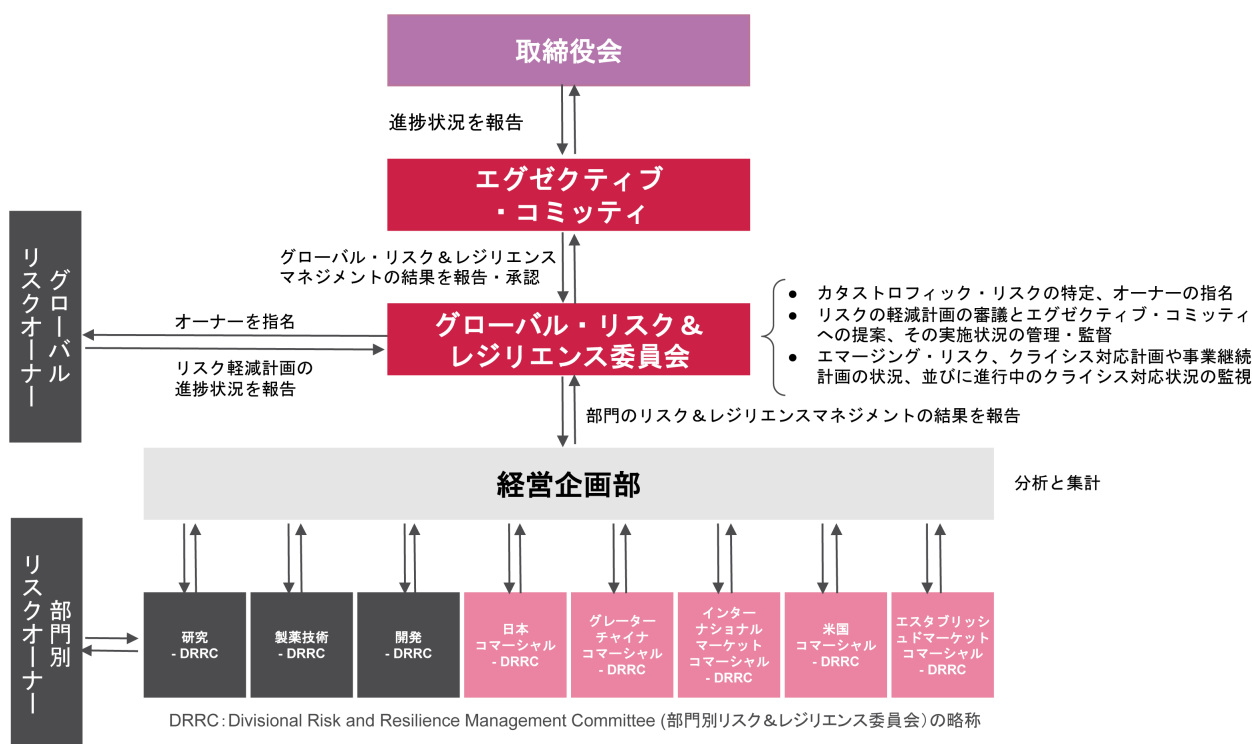 取締役会
進捗状況を報告
エグゼクティブ
・コミッティ
グローバル・リスク＆レジリエンス
マネジメントの結果を報告・承認
グローバル
リスクオーナー
オーナーを指名
リスク軽減計画の
進捗状況を報告
グローバル・リスク＆
レジリエンス委員会
● カタストロフィック・リスクの特定、オーナーの指名
● リスクの軽減計画の審議とエグゼクティブ・コミッティ
への提案、その実施状況の管理・監督
● エマージング・リスク、クライシス対応計画や事業継続
計画の状況、並びに進行中のクライシス対応状況の監視
部門のリスク＆レジリエンスマネジメントの結果を報告
経営企画部
分析と集計
部門別
リスクオーナー
研究
- DRRC
製薬技術
- DRRC
開発
- DRRC
日本
コマーシャル
- DRRC
グレーター
チャイナ
コマーシャル
- DRRC
インター
ナショナル
マーケット
コマーシャル
- DRRC
米国
コマーシャル
- DRRC
エスタブリッシ
ュドマーケット
コマーシャル
- DRRC
DRRC：Divisional Risk and Resilience Management Committee (部門別リスク＆レジリエンス委員会）の略称